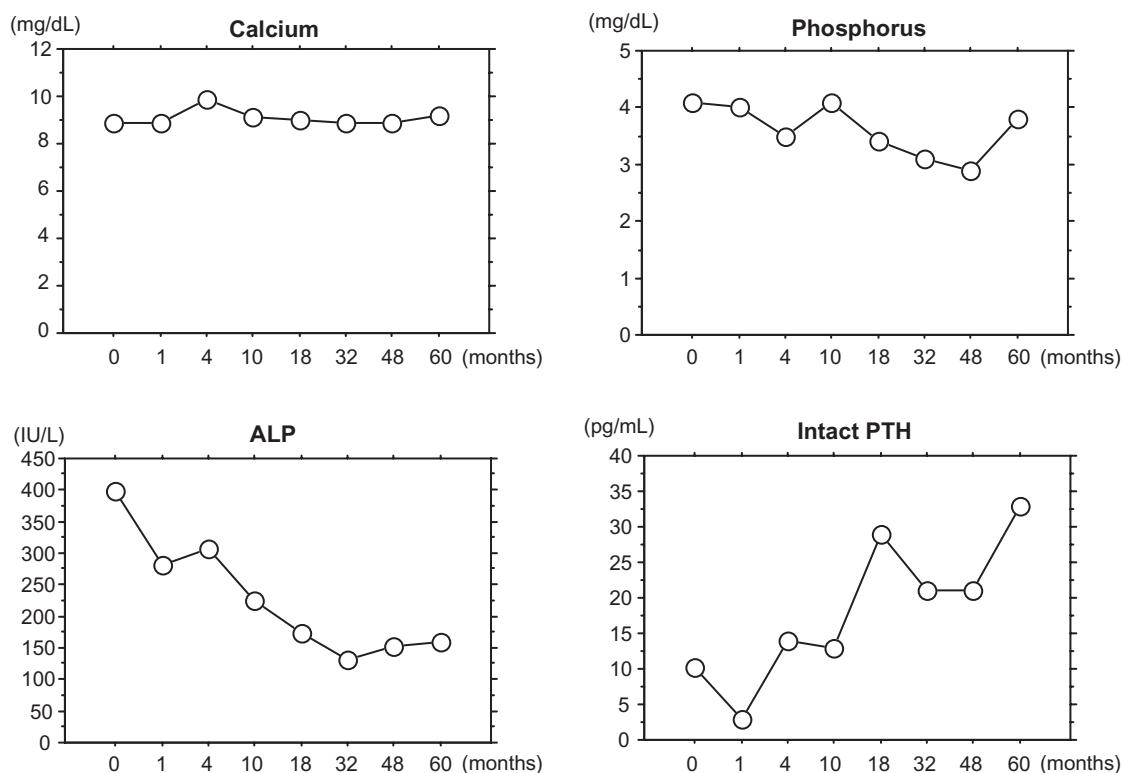 Calcium
(mg/dL)
12
10
8
6
4
2
0
0 1 4 10 18 32 48 60 (months)
Phosphorus
(mg/dL)
5
4
3
2
1
0
0 1 4 10 18 32 48 60 (months)
ALP
(IU/L)
450
400
350
300
250
200
150
100
50
0
0 1 4 10 18 32 48 60 (months)
Intact PTH
(pg/mL)
40
35
30
25
20
15
10
5
0
0 1 4 10 18 32 48 60 (months)